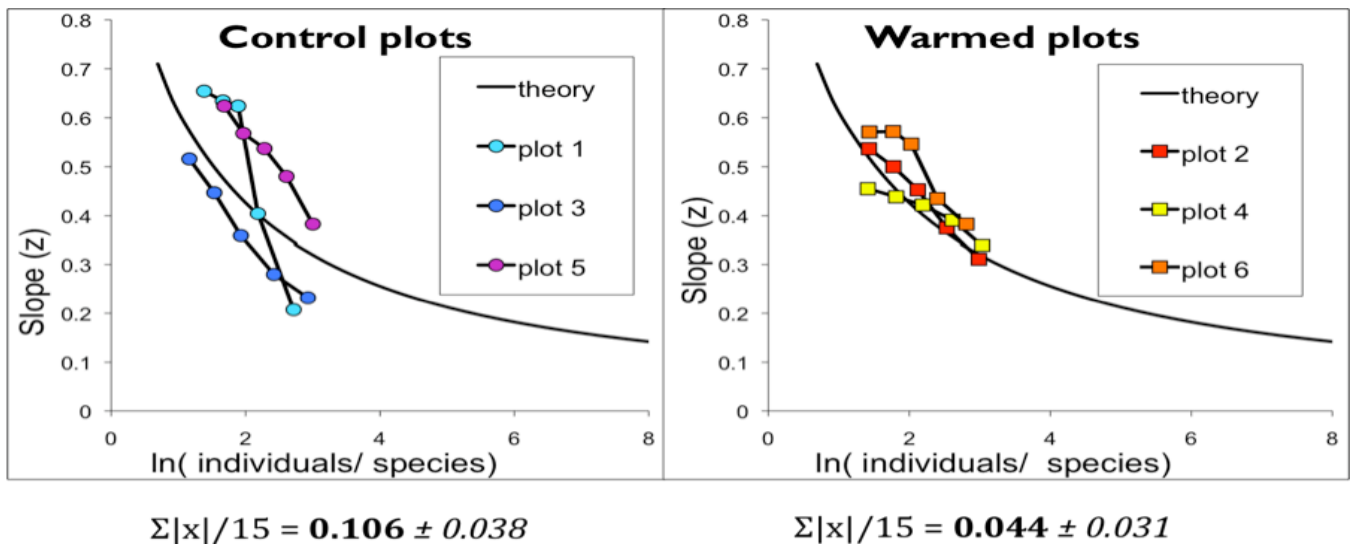 Control plots
0.8
0.7
0.6
0.5
0.4
0.3
0.2
0.1
0
Slope (z)
theory
plot 1
plot 3
plot 5
0 2 4 6 8
ln( individuals/ species)
Σ|x|/15 = 0.106 ± 0.038
Warmed plots
0.8
0.7
0.6
0.5
0.4
0.3
0.2
0.1
0
Slope (z)
theory
plot 2
plot 4
plot 6
0 2 4 6 8
ln( individuals/ species)
Σ|x|/15 = 0.044 ± 0.031